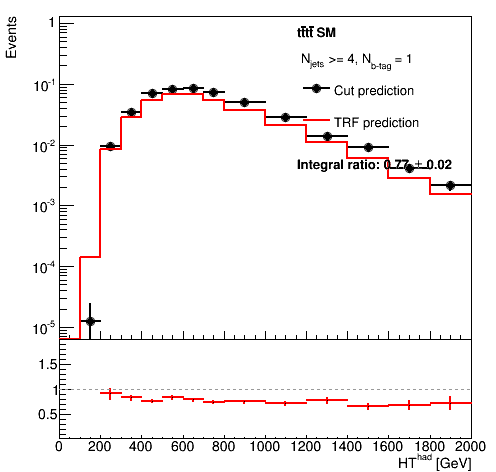 Events
tt̄tt̄ SM
N_jets >= 4, N_b-tag = 1
Cut prediction
TRF prediction
Integral ratio: 0.77 ± 0.02
1
10⁻¹
10⁻²
10⁻³
10⁻⁴
10⁻⁵
1.5
1
0.5
0 200 400 600 800 1000 1200 1400 1600 1800 2000
HT^had [GeV]